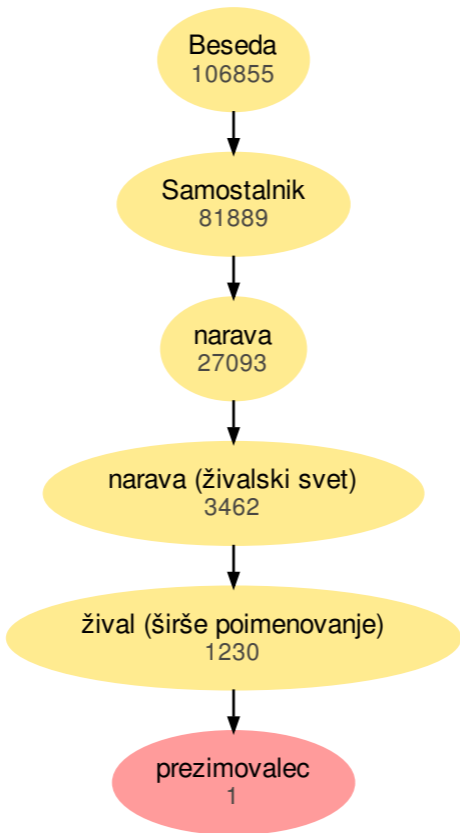 Beseda
106855
Samostalnik
81889
narava
27093
narava (živalski svet)
3462
žival (širše poimenovanje)
1230
prezimovalec
1